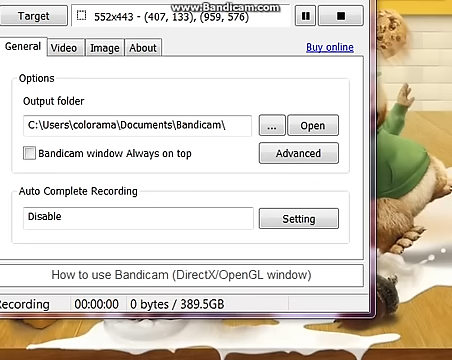 www.Bandicam.com
Target
552x443 - (407, 133), (959, 576)
General Video Image About
Buy online
Options
Output folder
C:\Users\colorama\Documents\Bandicam\
... Open
Bandicam window Always on top
Advanced
Auto Complete Recording
Disable
Setting
How to use Bandicam (DirectX/OpenGL window)
Recording 00:00:00 0 bytes / 389.5GB